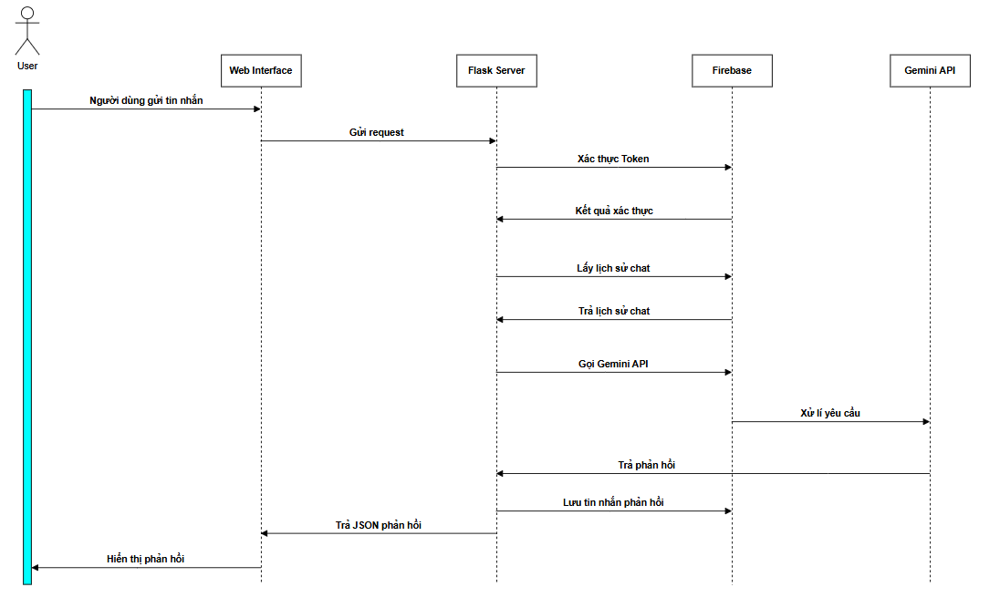 User
Web Interface
Flask Server
Firebase
Gemini API
Người dùng gửi tin nhắn
Gửi request
Xác thực Token
Kết quả xác thực
Lấy lịch sử chat
Trả lịch sử chat
Gọi Gemini API
Xử lí yêu cầu
Trả phản hồi
Lưu tin nhắn phản hồi
Trả JSON phản hồi
Hiển thị phản hồi